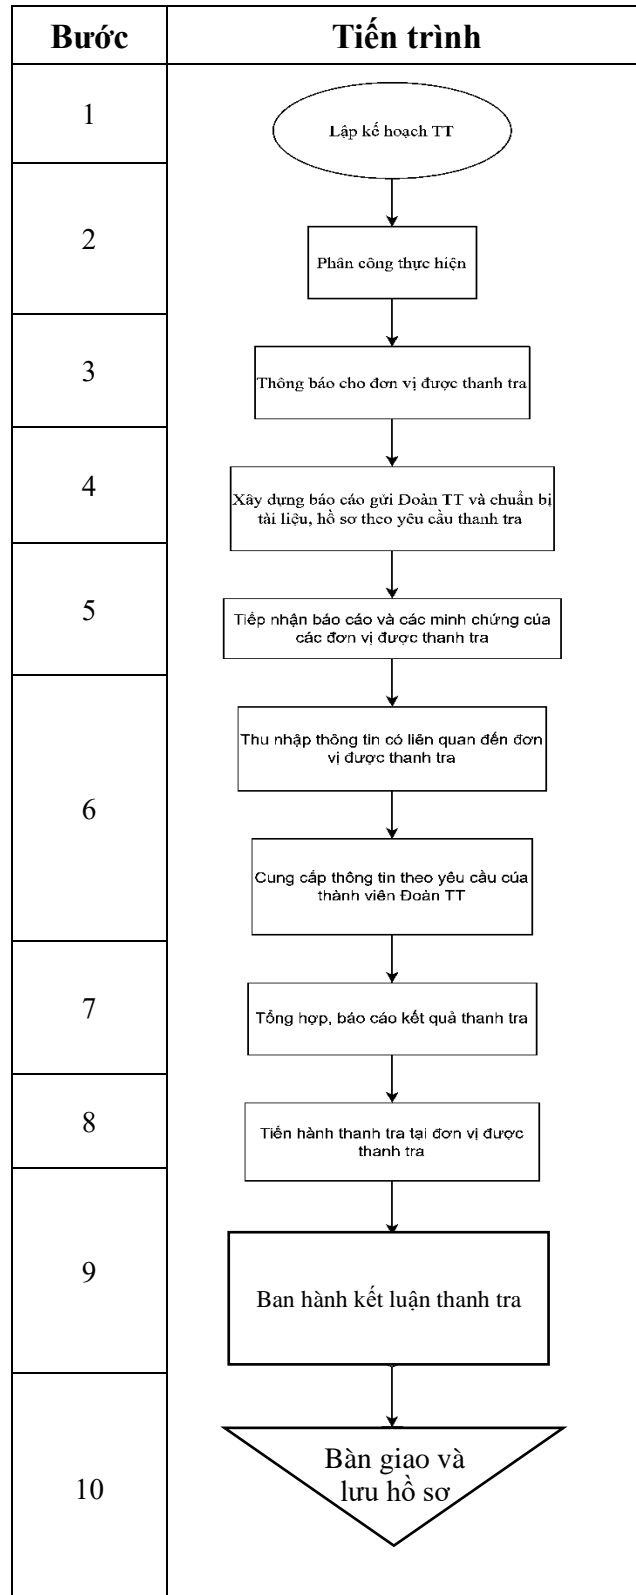 Bước
Tiến trình
1
Lập kế hoạch TT
2
Phân công thực hiện
3
Thông báo cho đơn vị được thanh tra
4
Xây dựng báo cáo gửi Đoàn TT và chuẩn bị
tài liệu, hồ sơ theo yêu cầu thanh tra
5
Tiếp nhận báo cáo và các minh chứng của
các đơn vị được thanh tra
6
Thu nhập thông tin có liên quan đến đơn
vị được thanh tra
Cung cấp thông tin theo yêu cầu của
thành viên Đoàn TT
7
Tổng hợp, báo cáo kết quả thanh tra
8
Tiến hành thanh tra tại đơn vị được
thanh tra
9
Ban hành kết luận thanh tra
10
Bàn giao và
lưu hồ sơ